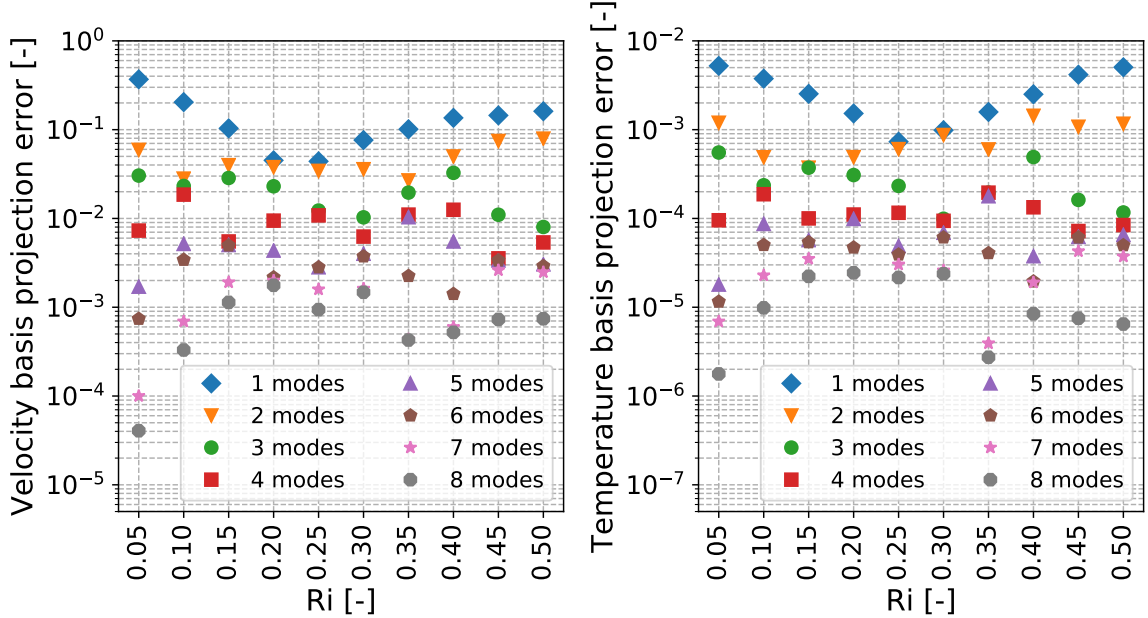 Velocity basis projection error [-]
10⁰
10⁻¹
10⁻²
10⁻³
10⁻⁴
10⁻⁵
1 modes
2 modes
3 modes
4 modes
5 modes
6 modes
7 modes
8 modes
0.05 0.10 0.15 0.20 0.25 0.30 0.35 0.40 0.45 0.50
Ri [-]
Temperature basis projection error [-]
10⁻²
10⁻³
10⁻⁴
10⁻⁵
10⁻⁶
10⁻⁷
1 modes
2 modes
3 modes
4 modes
5 modes
6 modes
7 modes
8 modes
0.05 0.10 0.15 0.20 0.25 0.30 0.35 0.40 0.45 0.50
Ri [-]